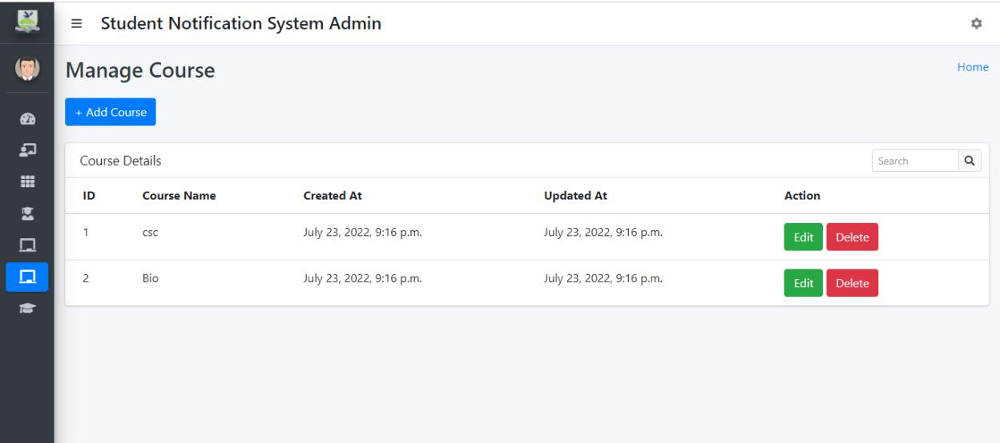 Student Notification System Admin
Manage Course
Home
+ Add Course
Course Details
Search
ID Course Name Created At Updated At Action
1 csc July 23, 2022, 9:16 p.m. July 23, 2022, 9:16 p.m. Edit Delete
2 Bio July 23, 2022, 9:16 p.m. July 23, 2022, 9:16 p.m. Edit Delete